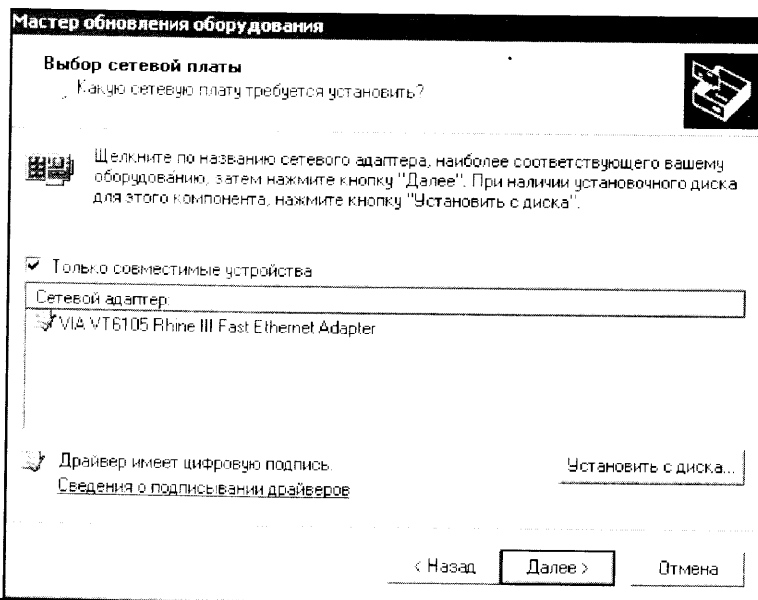 Мастер обновления оборудования
Выбор сетевой платы
Какую сетевую плату требуется установить?
Щелкните по названию сетевого адаптера, наиболее соответствующего вашему
оборудованию, затем нажмите кнопку "Далее". При наличии установочного диска
для этого компонента, нажмите кнопку "Установить с диска".
Только совместимые устройства
Сетевой адаптер:
VIA VT6105 Rhine III Fast Ethernet Adapter
Драйвер имеет цифровую подпись.
Установить с диска...
Сведения о подписывании драйверов
< Назад
Далее >
Отмена